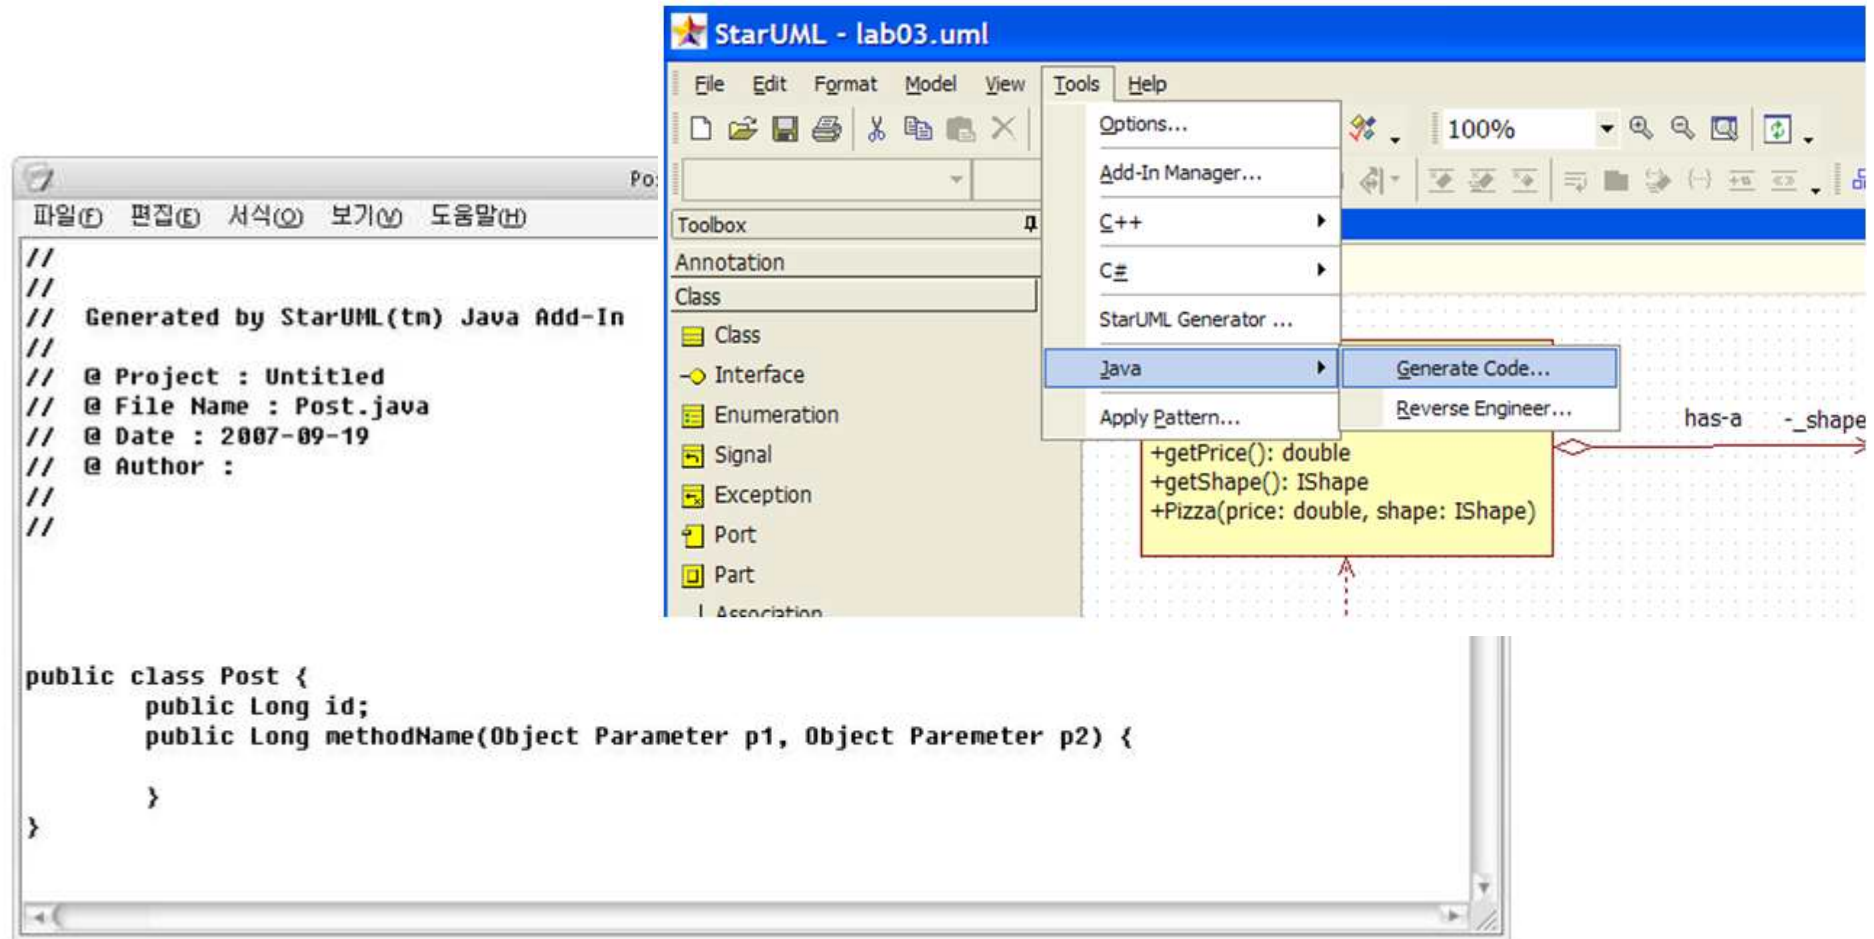 StarUML - lab03.uml
File Edit Format Model View Tools Help
100%
Options...
Add-In Manager...
C++
C#
StarUML Generator ...
Java
Apply Pattern...
Generate Code...
Reverse Engineer...
Toolbox
Annotation
Class
Class
Interface
Enumeration
Signal
Exception
Port
Part
Association
has-a -_shape
+getPrice(): double
+getShape(): IShape
+Pizza(price: double, shape: IShape)
파일(F) 편집(E) 서식(O) 보기(V) 도움말(H)
//
//
// Generated by StarUML(tm) Java Add-In
//
// @ Project : Untitled
// @ File Name : Post.java
// @ Date : 2007-09-19
// @ Author :
//
//
public class Post {
public Long id;
public Long methodName(Object Parameter p1, Object Paremeter p2) {
}
}